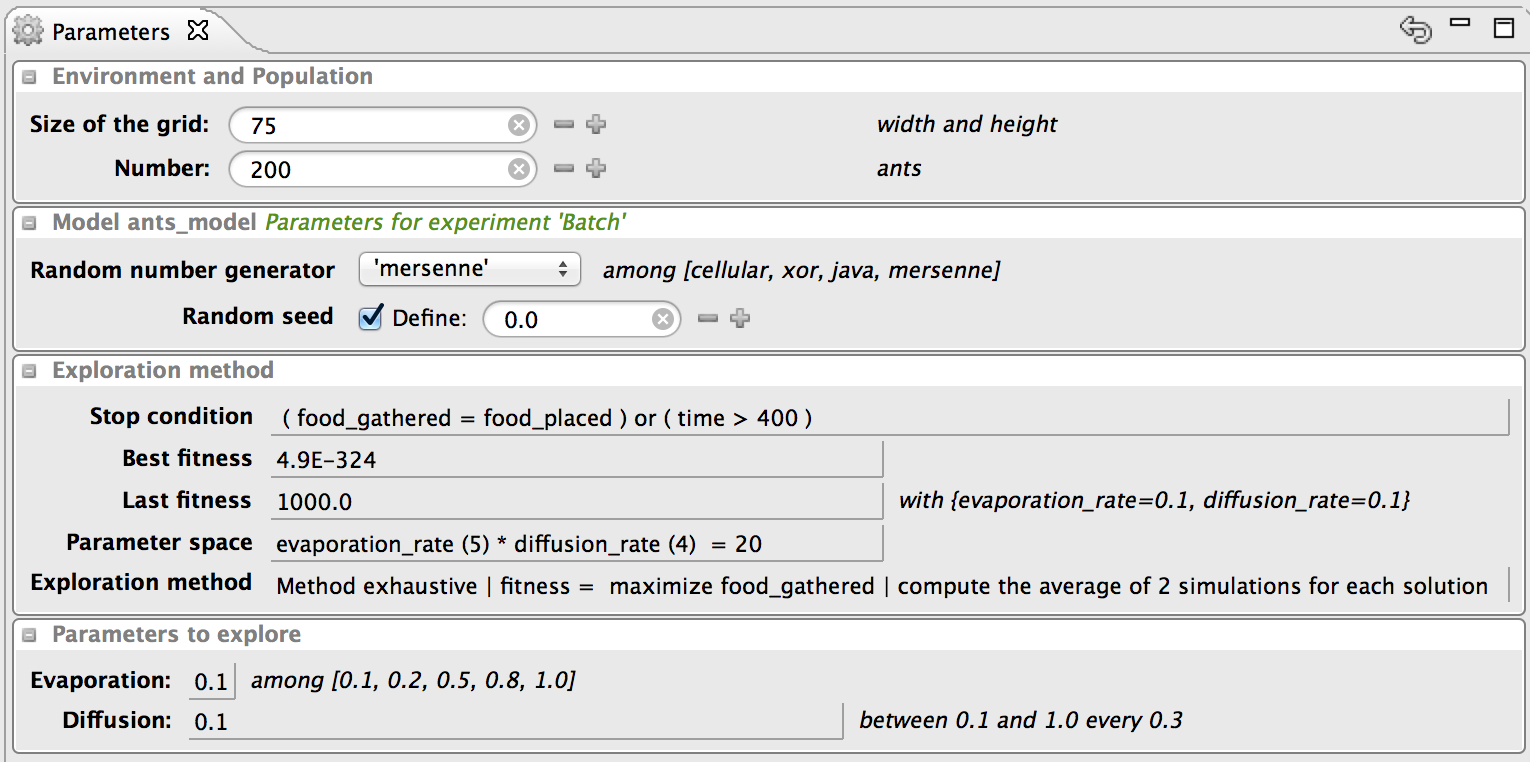 Parameters
Environment and Population
Size of the grid: 75 width and height
Number: 200 ants
Model ants_model Parameters for experiment 'Batch'
Random number generator 'mersenne' among [cellular, xor, java, mersenne]
Random seed Define: 0.0
Exploration method
Stop condition ( food_gathered = food_placed ) or ( time > 400 )
Best fitness 4.9E-324
Last fitness 1000.0 with {evaporation_rate=0.1, diffusion_rate=0.1}
Parameter space evaporation_rate (5) * diffusion_rate (4) = 20
Exploration method Method exhaustive | fitness = maximize food_gathered | compute the average of 2 simulations for each solution
Parameters to explore
Evaporation: 0.1 among [0.1, 0.2, 0.5, 0.8, 1.0]
Diffusion: 0.1 between 0.1 and 1.0 every 0.3